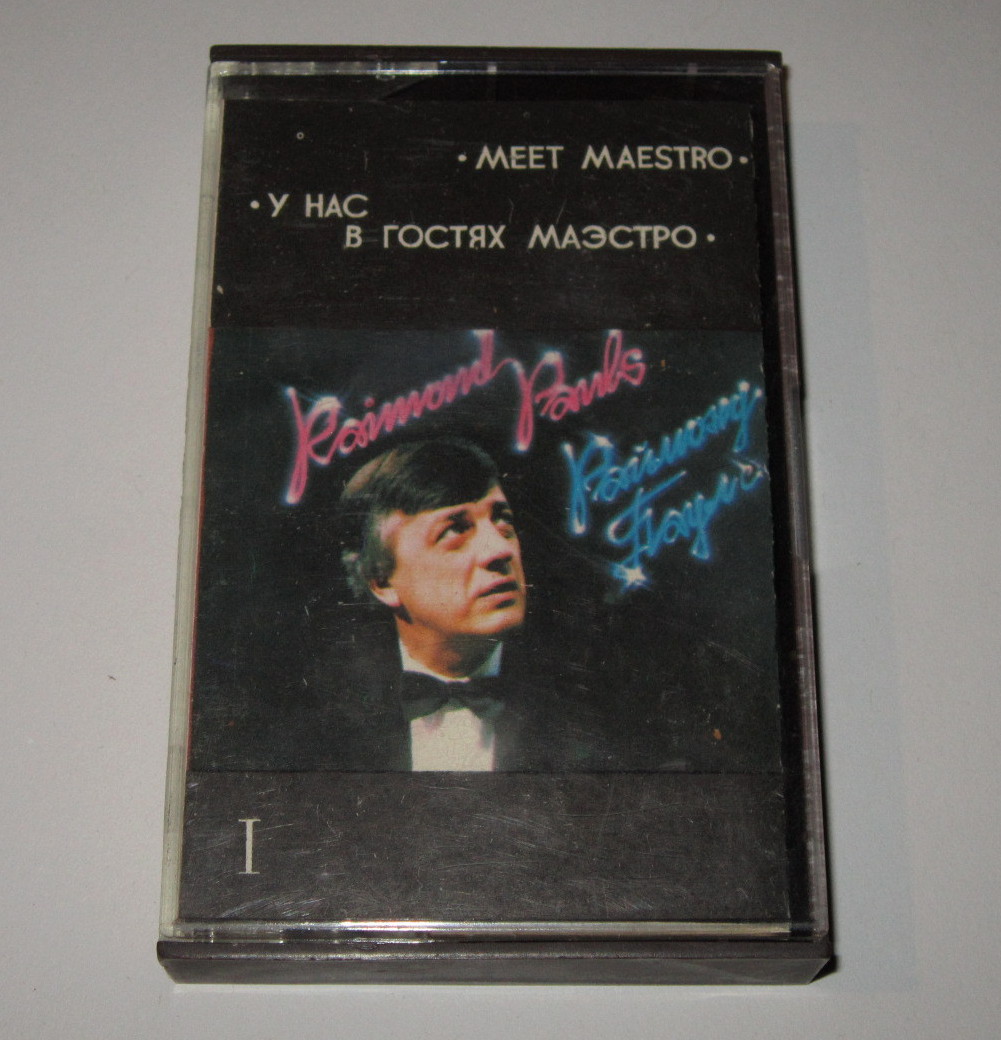 • MEET MAESTRO •
• У НАС
В ГОСТЯХ МАЭСТРО •
Raimond Pauls
Раймонд
Паулс
I